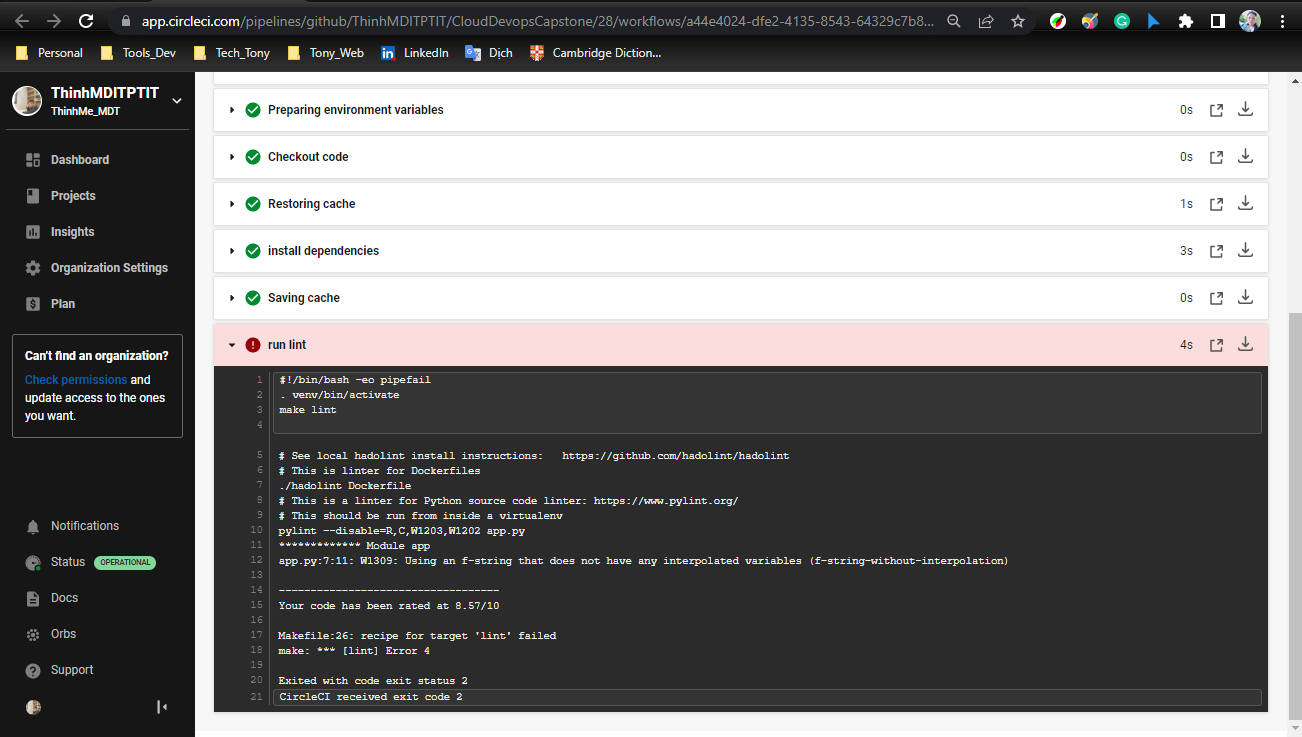 app.circleci.com/pipelines/github/ThinhMDITPTIT/CloudDevopsCapstone/28/workflows/a44e4024-dfe2-4135-8543-64329c7b8...
Personal
Tools_Dev
Tech_Tony
Tony_Web
LinkedIn
Dịch
Cambridge Diction...
ThinhMDITPTIT
ThinhMe_MDT
Dashboard
Projects
Insights
Organization Settings
Plan
Can't find an organization?
Check permissions and
update access to the ones
you want.
Notifications
Status OPERATIONAL
Docs
Orbs
Support
Preparing environment variables 0s
Checkout code 0s
Restoring cache 1s
install dependencies 3s
Saving cache 0s
run lint 4s
1 #!/bin/bash -eo pipefail
2 . venv/bin/activate
3 make lint
4
5 # See local hadolint install instructions:   https://github.com/hadolint/hadolint
6 # This is linter for Dockerfiles
7 ./hadolint Dockerfile
8 # This is a linter for Python source code linter: https://www.pylint.org/
9 # This should be run from inside a virtualenv
10 pylint --disable=R,C,W1203,W1202 app.py
11 ************* Module app
12 app.py:7:11: W1309: Using an f-string that does not have any interpolated variables (f-string-without-interpolation)
13
14 -----------------------------------
15 Your code has been rated at 8.57/10
16
17 Makefile:26: recipe for target 'lint' failed
18 make: *** [lint] Error 4
19
20 Exited with code exit status 2
21 CircleCI received exit code 2